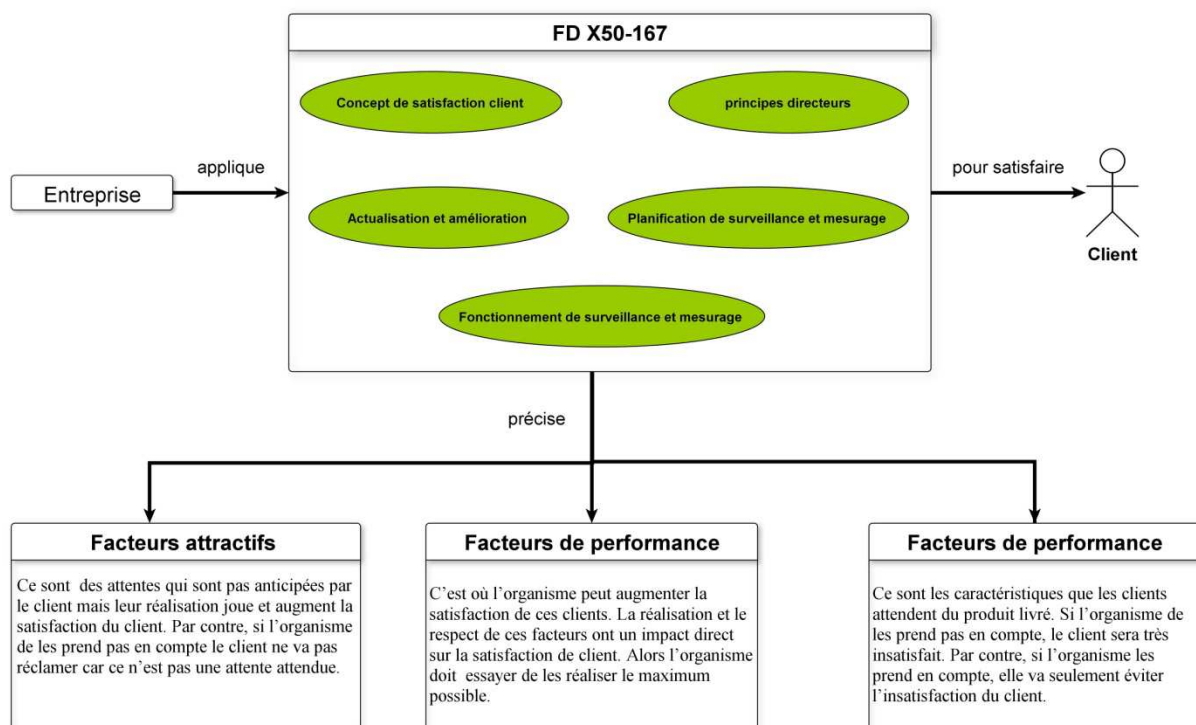 FD X50-167
Concept de satisfaction client
principes directeurs
applique
pour satisfaire
Entreprise
Actualisation et amélioration
Planification de surveillance et mesurage
Client
Fonctionnement de surveillance et mesurage
précise
Facteurs attractifs
Ce sont des attentes qui sont pas anticipées par
le client mais leur réalisation joue et augment la
satisfaction du client. Par contre, si l’organisme
de les prend pas en compte le client ne va pas
réclamer car ce n’est pas une attente attendue.
Facteurs de performance
C’est où l’organisme peut augmenter la
satisfaction de ces clients. La réalisation et le
respect de ces facteurs ont un impact direct
sur la satisfaction de client. Alors l’organisme
doit essayer de les réaliser le maximum
possible.
Facteurs de performance
Ce sont les caractéristiques que les clients
attendent du produit livré. Si l’organisme de
les prend pas en compte, le client sera très
insatisfait. Par contre, si l’organisme les
prend en compte, elle va seulement éviter
l’insatisfaction du client.